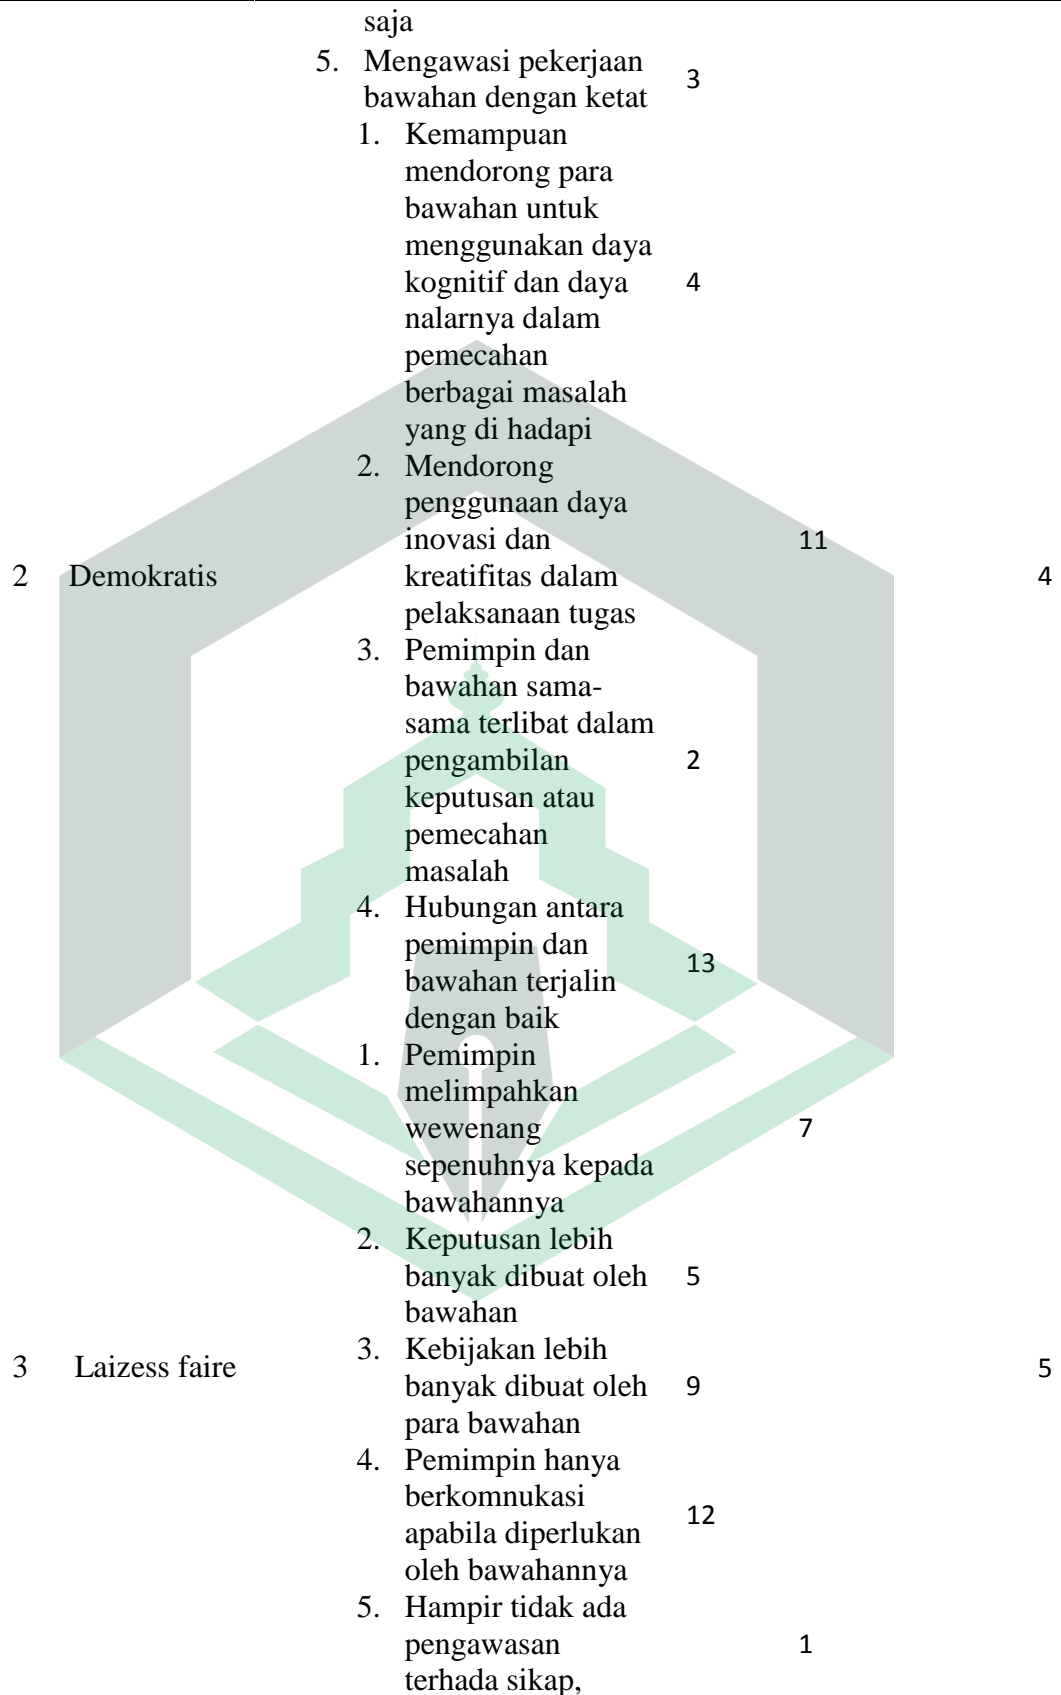 saja
5. Mengawasi pekerjaan
bawahan dengan ketat
3
1. Kemampuan
mendorong para
bawahan untuk
menggunakan daya
kognitif dan daya
nalarnya dalam
pemecahan
berbagai masalah
yang di hadapi
4
2. Mendorong
penggunaan daya
inovasi dan
kreatifitas dalam
pelaksanaan tugas
11
2 Demokratis
4
3. Pemimpin dan
bawahan sama-
sama terlibat dalam
pengambilan
keputusan atau
pemecahan
masalah
2
4. Hubungan antara
pemimpin dan
bawahan terjalin
dengan baik
13
1. Pemimpin
melimpahkan
wewenang
sepenuhnya kepada
bawahannya
7
2. Keputusan lebih
banyak dibuat oleh
bawahan
5
3 Laizess faire
5
3. Kebijakan lebih
banyak dibuat oleh
para bawahan
9
4. Pemimpin hanya
berkomnukasi
apabila diperlukan
oleh bawahannya
12
5. Hampir tidak ada
pengawasan
terhada sikap,
1